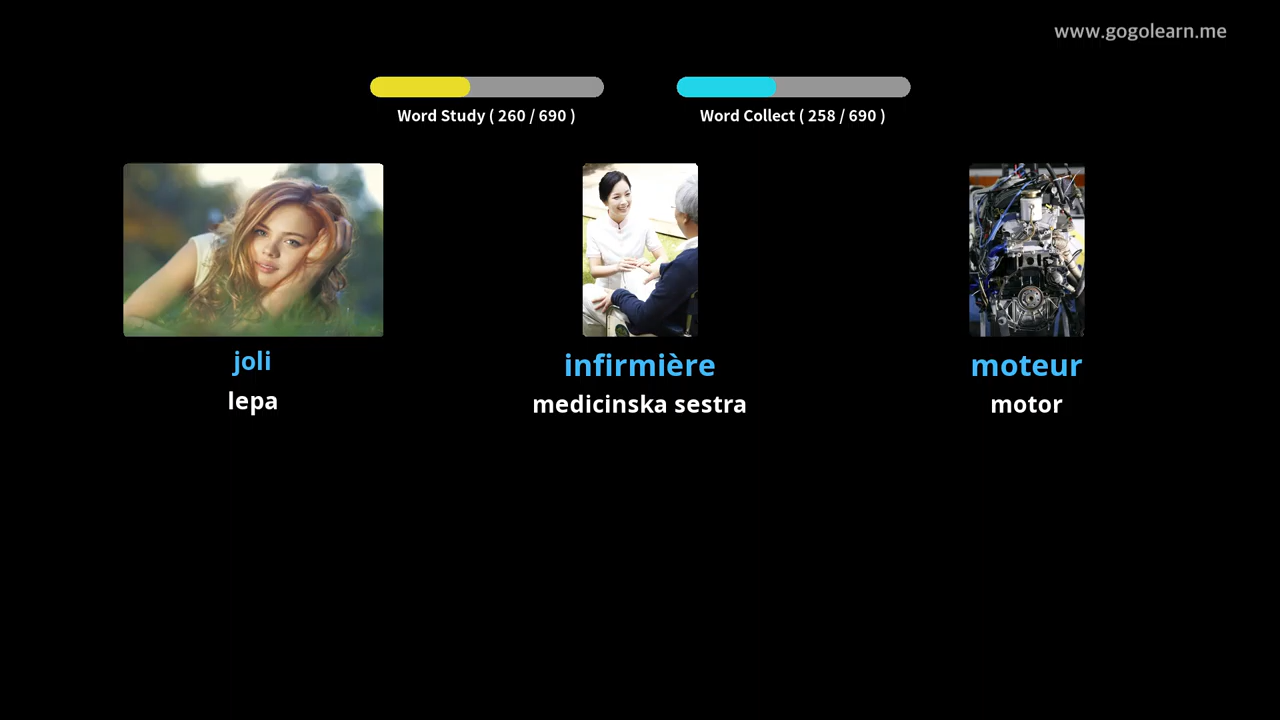 www.gogolearn.me
Word Study ( 260 / 690 )
Word Collect ( 258 / 690 )
joli
infirmière
moteur
lepa
medicinska sestra
motor